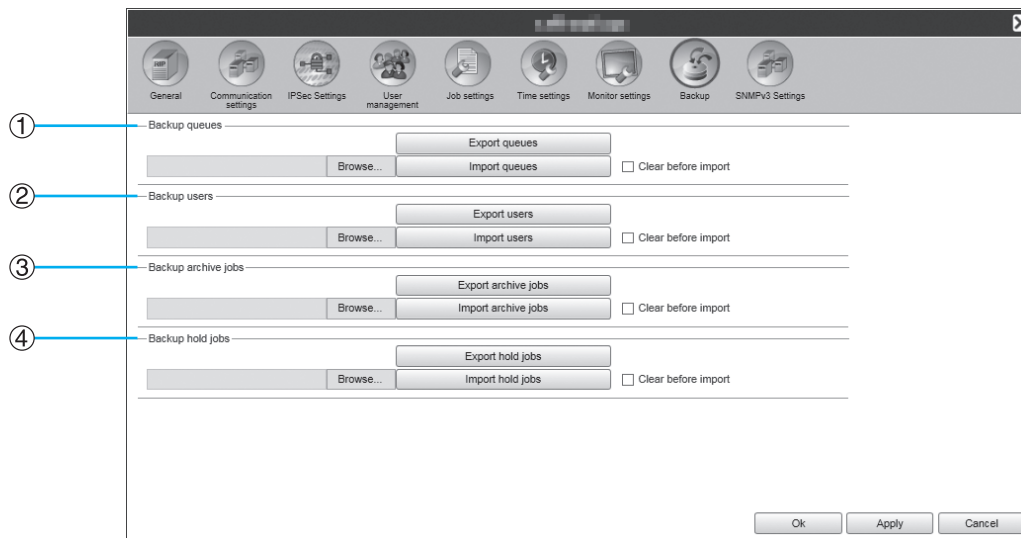 HIP
General
Communication settings
IPSec Settings
User management
Job settings
Time settings
Monitor settings
Backup
SNMPv3 Settings
① Backup queues
Export queues
Browse... Import queues Clear before import
② Backup users
Export users
Browse... Import users Clear before import
③ Backup archive jobs
Export archive jobs
Browse... Import archive jobs Clear before import
④ Backup hold jobs
Export hold jobs
Browse... Import hold jobs Clear before import
Ok Apply Cancel